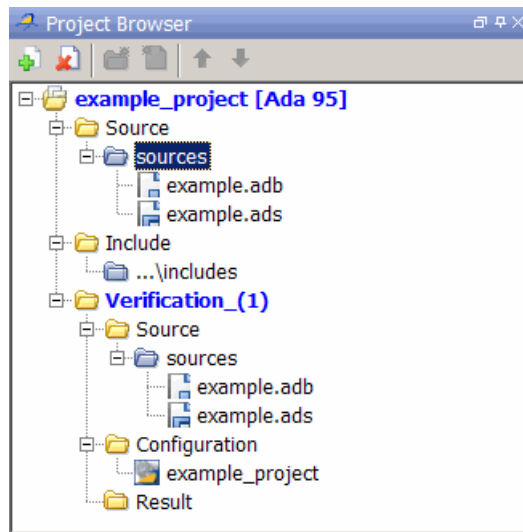 Project Browser
example_project [Ada 95]
Source
sources
example.adb
example.ads
Include
...\includes
Verification_(1)
Source
sources
example.adb
example.ads
Configuration
example_project
Result